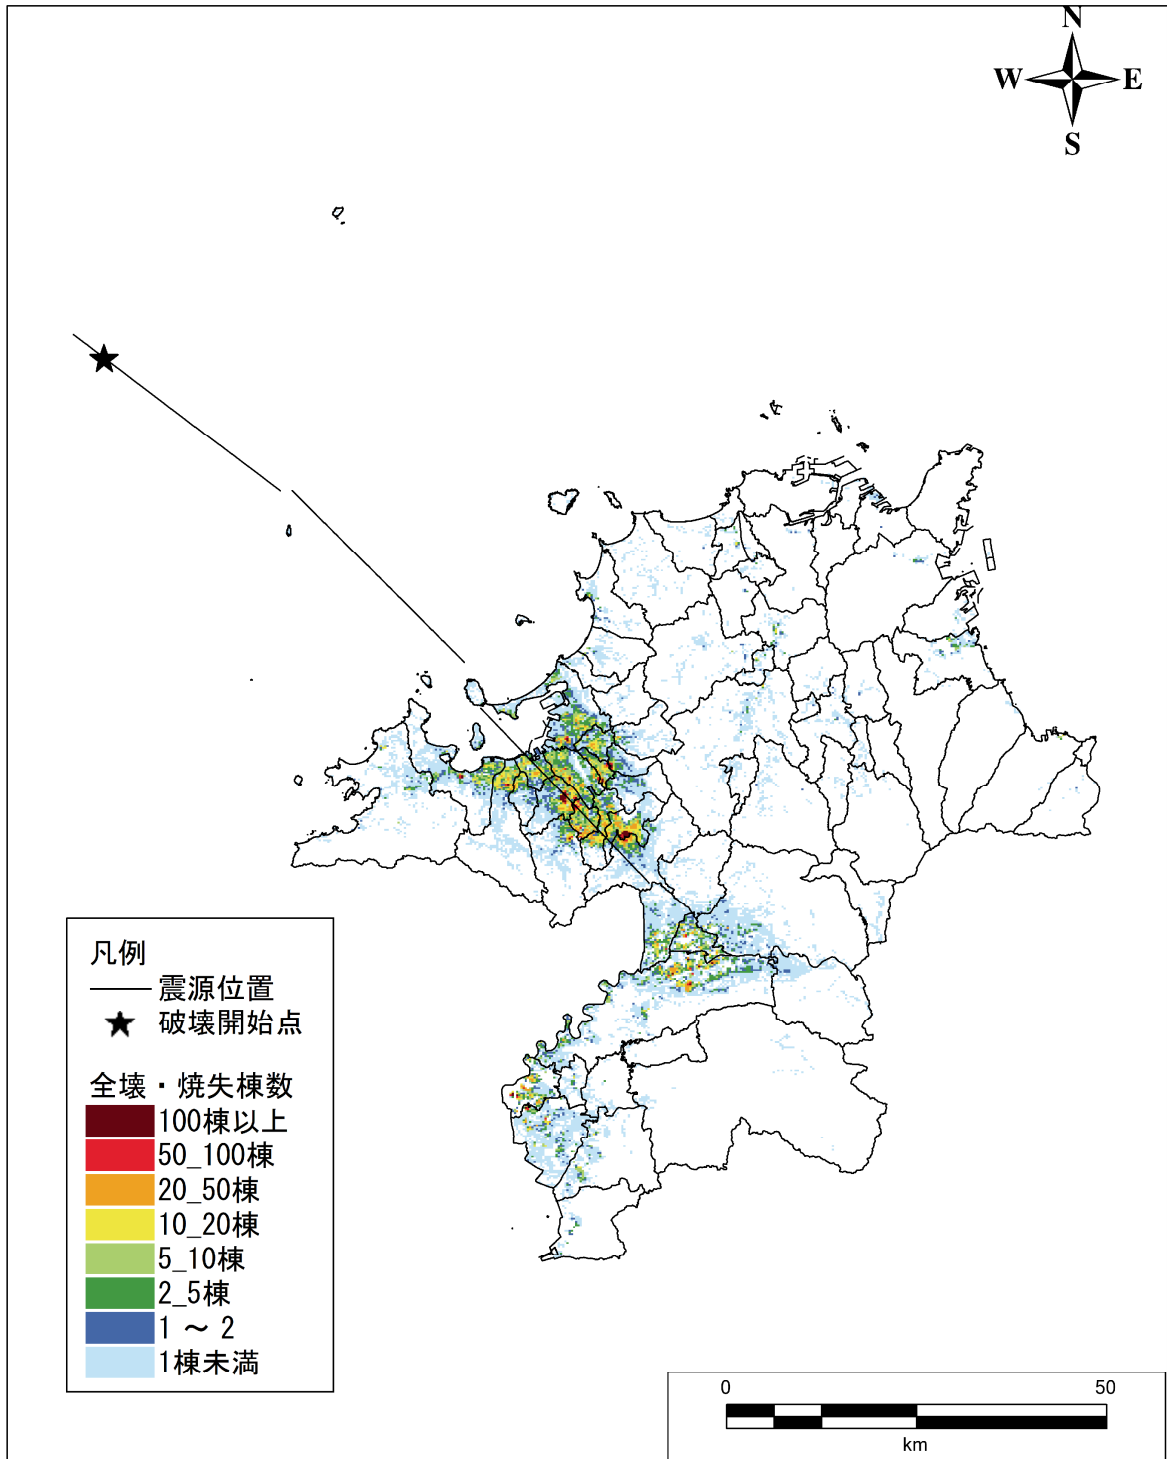 N
W
E
S
凡例
震源位置
破壊開始点
全壊・焼失棟数
100棟以上
50_100棟
20_50棟
10_20棟
5_10棟
2_5棟
1 ～ 2
1棟未満
0 50
km